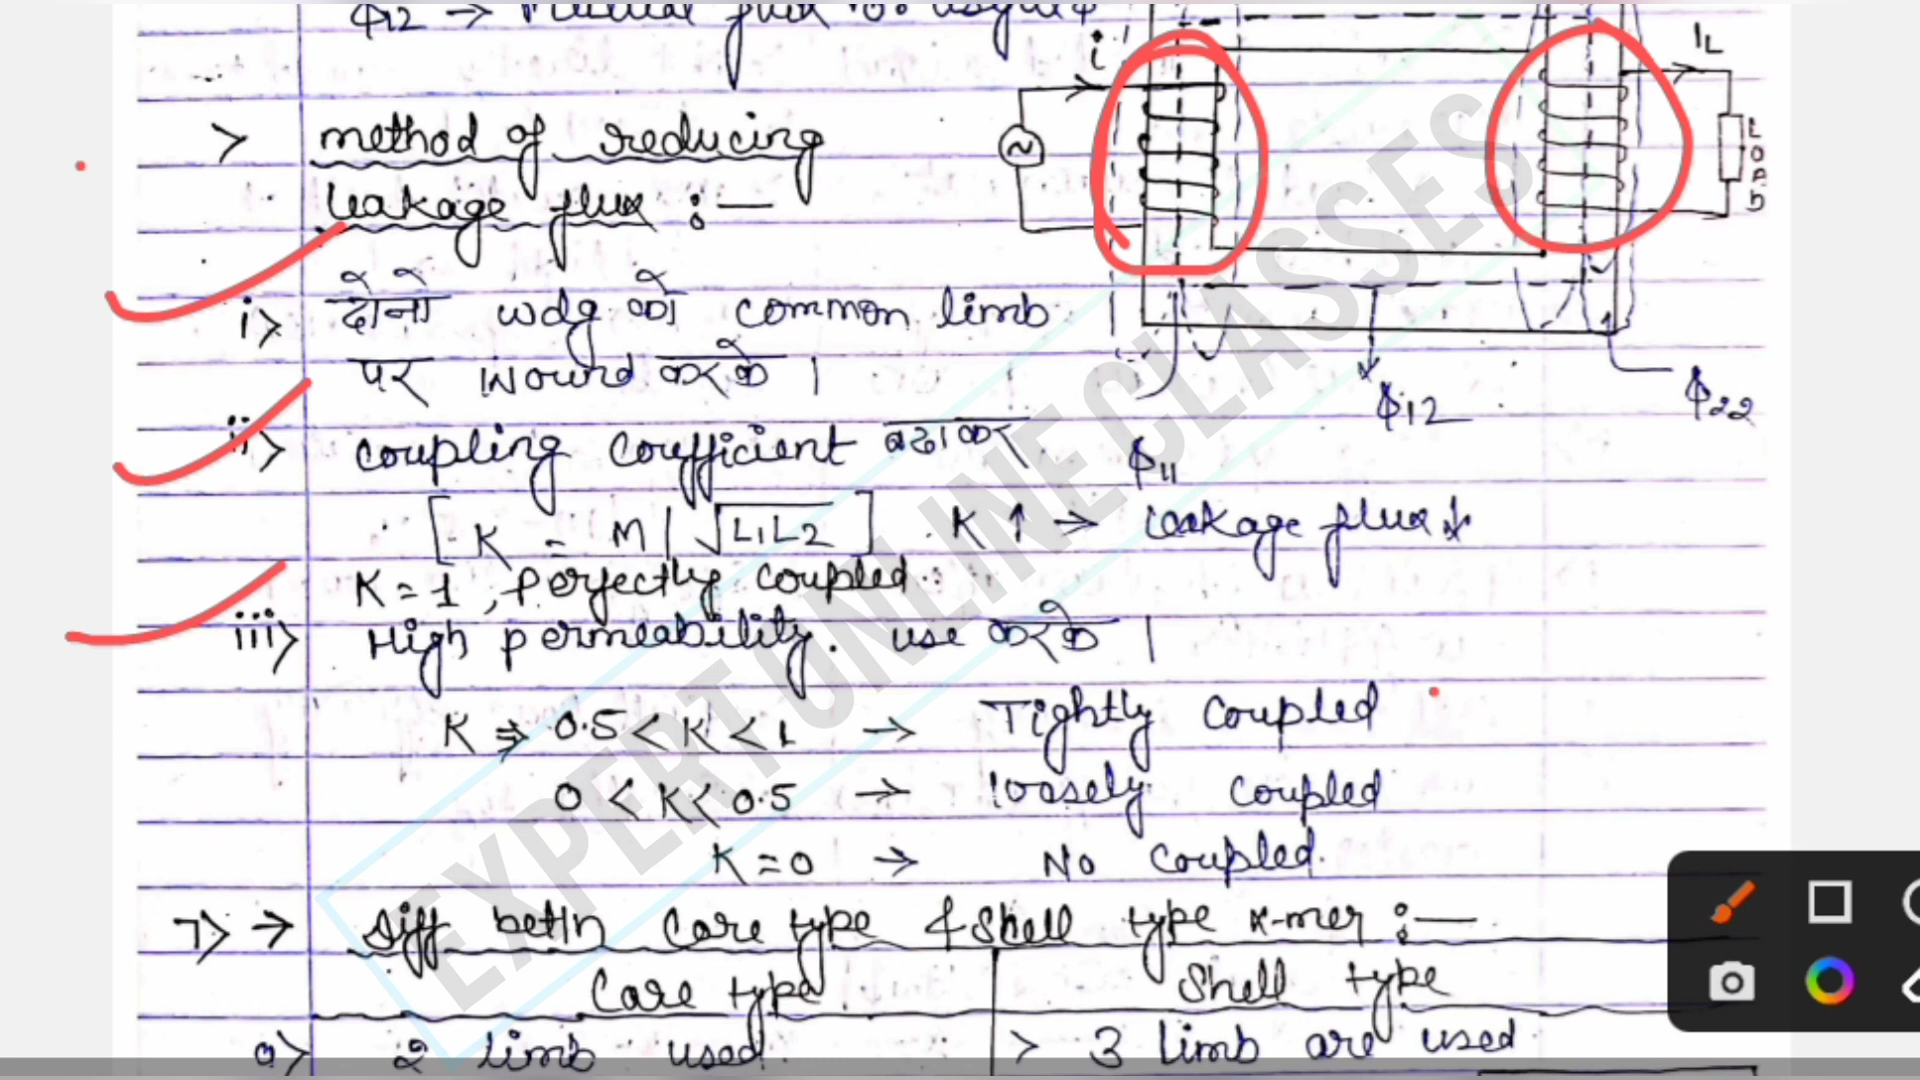 φ12 → Mutual flux
i
IL
> method of reducing
leakage flux :—
LOAD
i> दोनो wdg को common limb
पर wound करके |
φ12
φ22
ii> coupling coefficient बढ़ाकर
φ11
[K = M / √L1L2] K ↑ → leakage flux ↓
K = 1, perfectly coupled.
iii> High permeability. use करके |
K ⇒ 0.5 < K < 1 → Tightly coupled
0 < K < 0.5 → loosely coupled
K = 0 → No coupled.
7> → Diff betn Core type & Shell type x-mer :—
Core type
Shell type
a> 2 limb used
> 3 limb are used
EXPERT ONLINE CLASSES